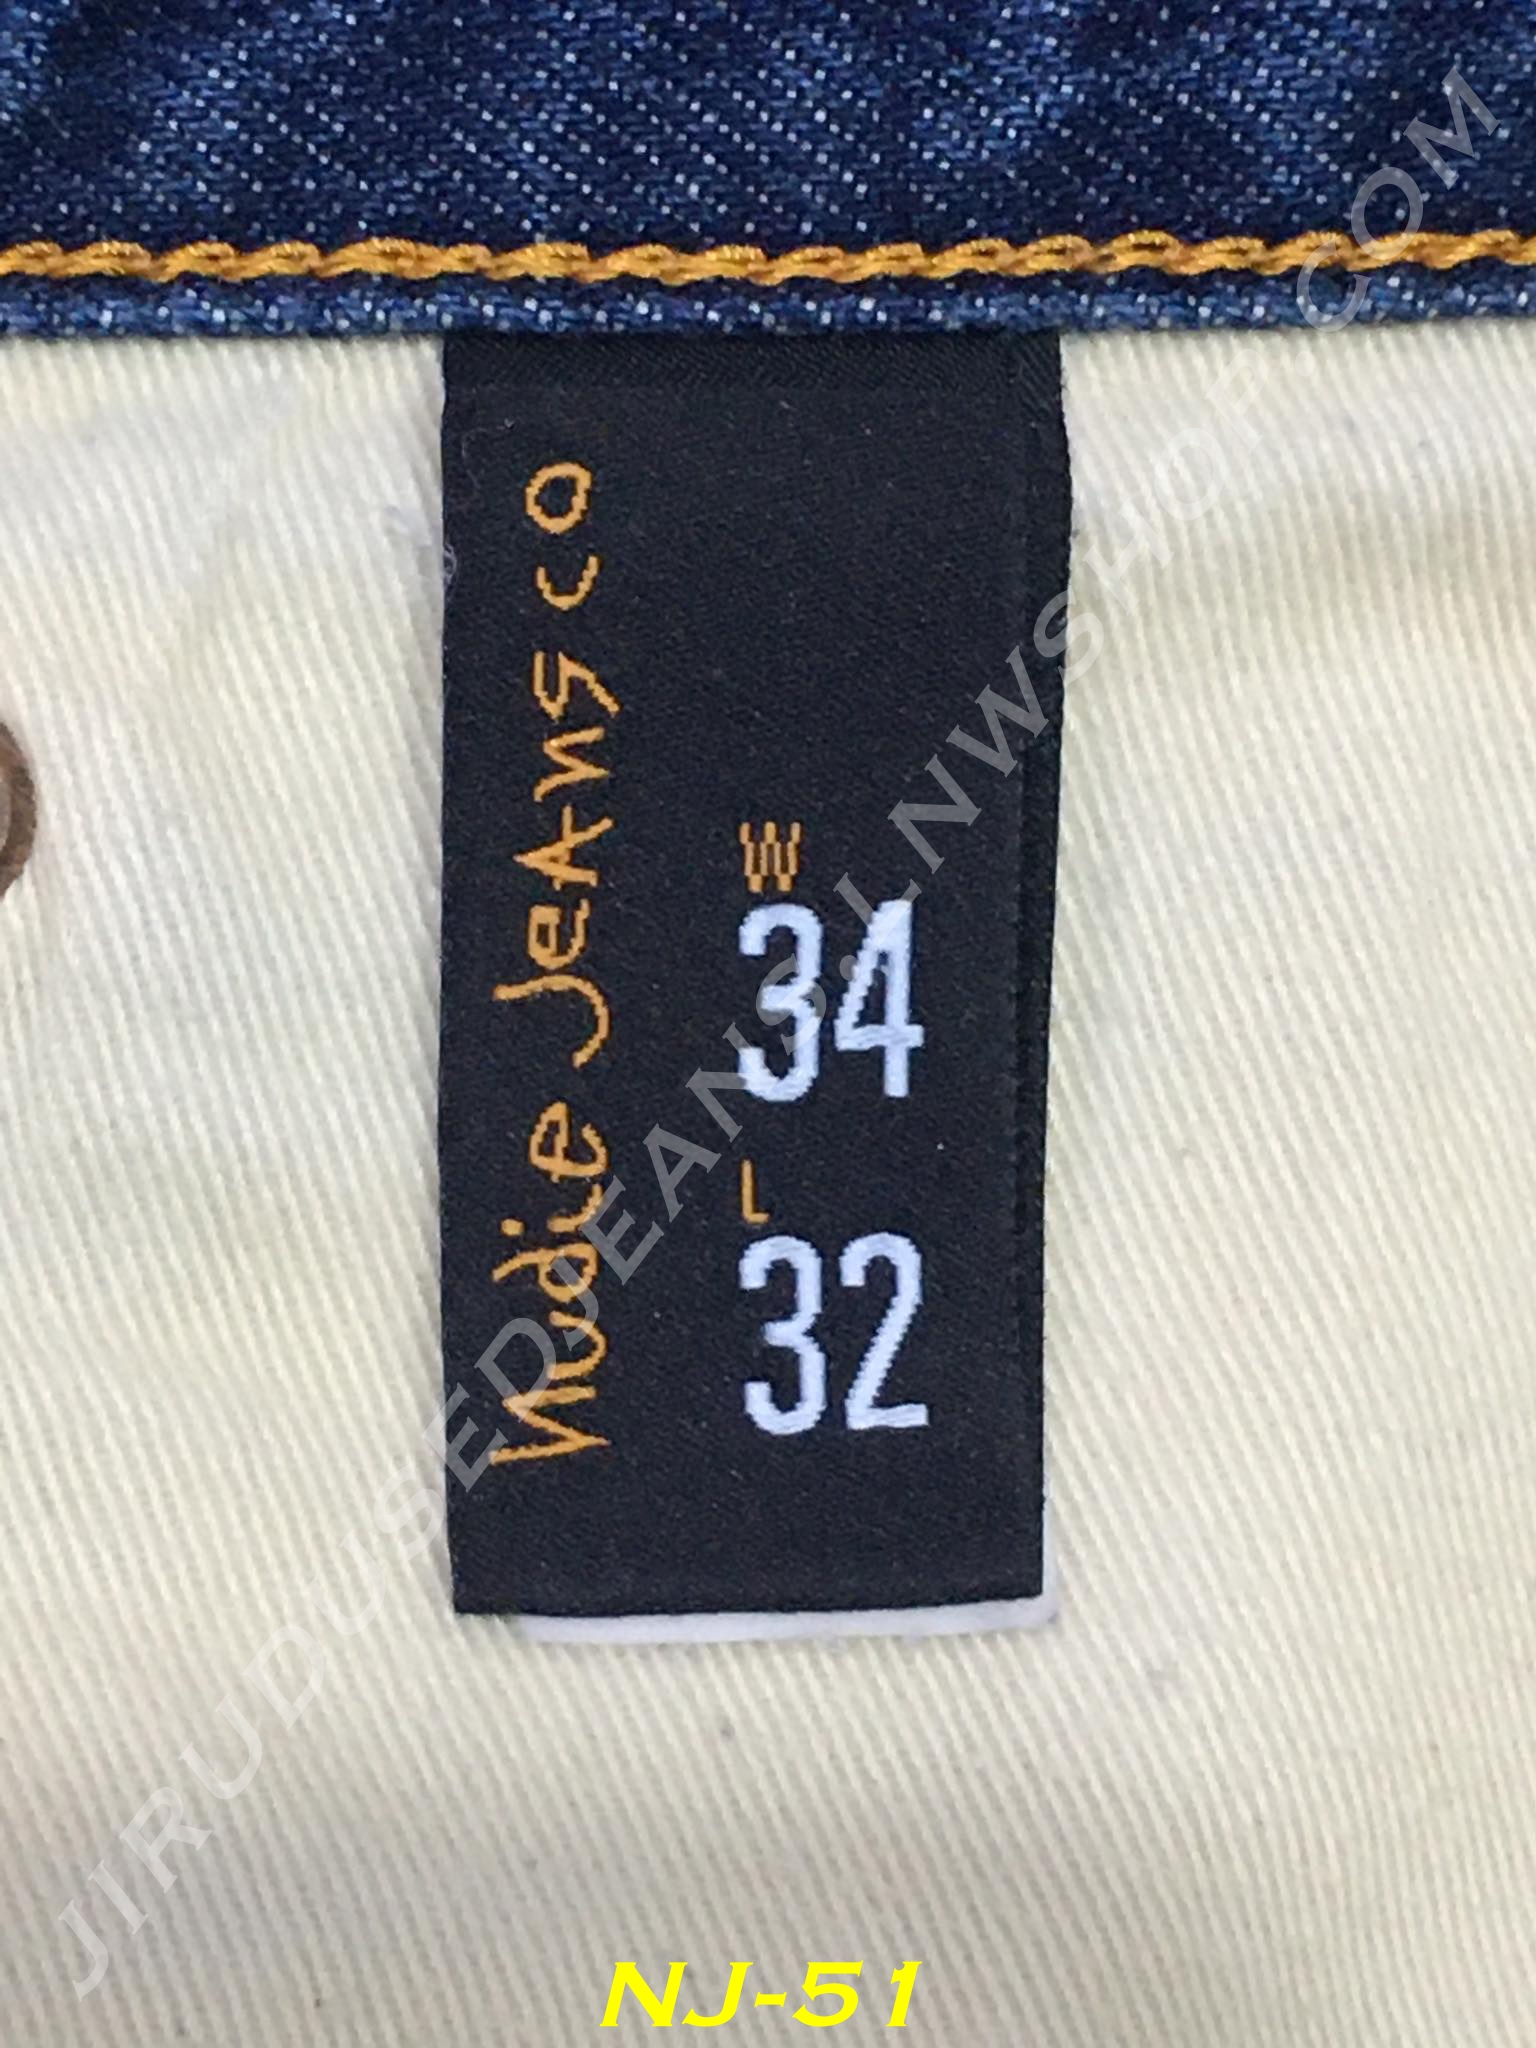 Nudie Jeans co
W
34
L
32
JIRUDUSEDJEANS.LNWSHOP.COM
NJ-51